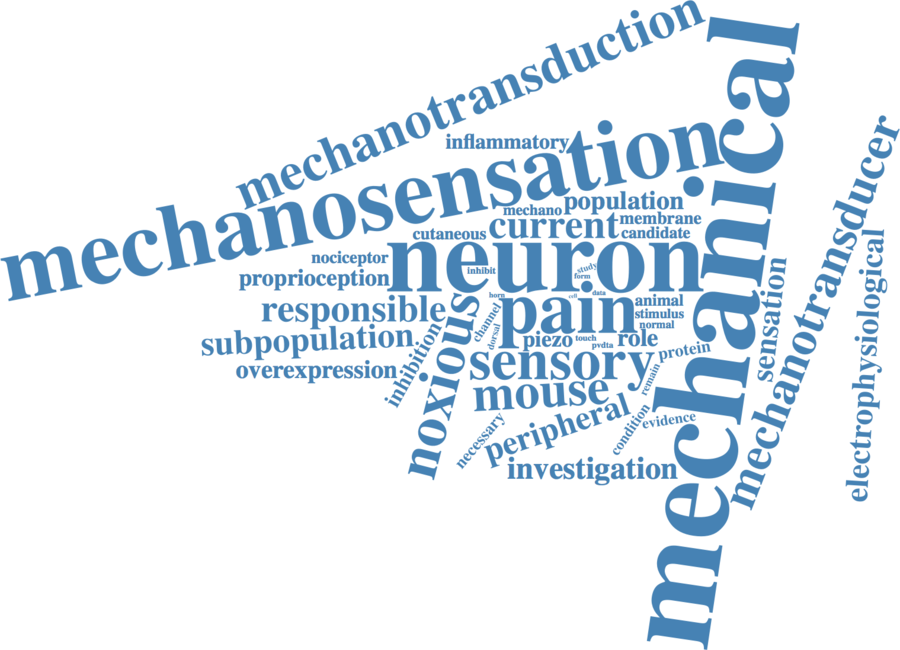 mechanotransduction
mechanical
inflammatory
mechanosensation
population
mechano
membrane
current
cutaneous
candidate
neuron
mechanotransducer
nociceptor
electrophysiological
inhibit
study
form
proprioception
sensation
horn
cell
data
animal
responsible
pain
stimulus
channel
normal
dorsal
subpopulation
piezo
touch
role
pvdta
inhibition
noxious
sensory
protein
overexpression
remain
mouse
peripheral
condition
evidence
necessary
investigation